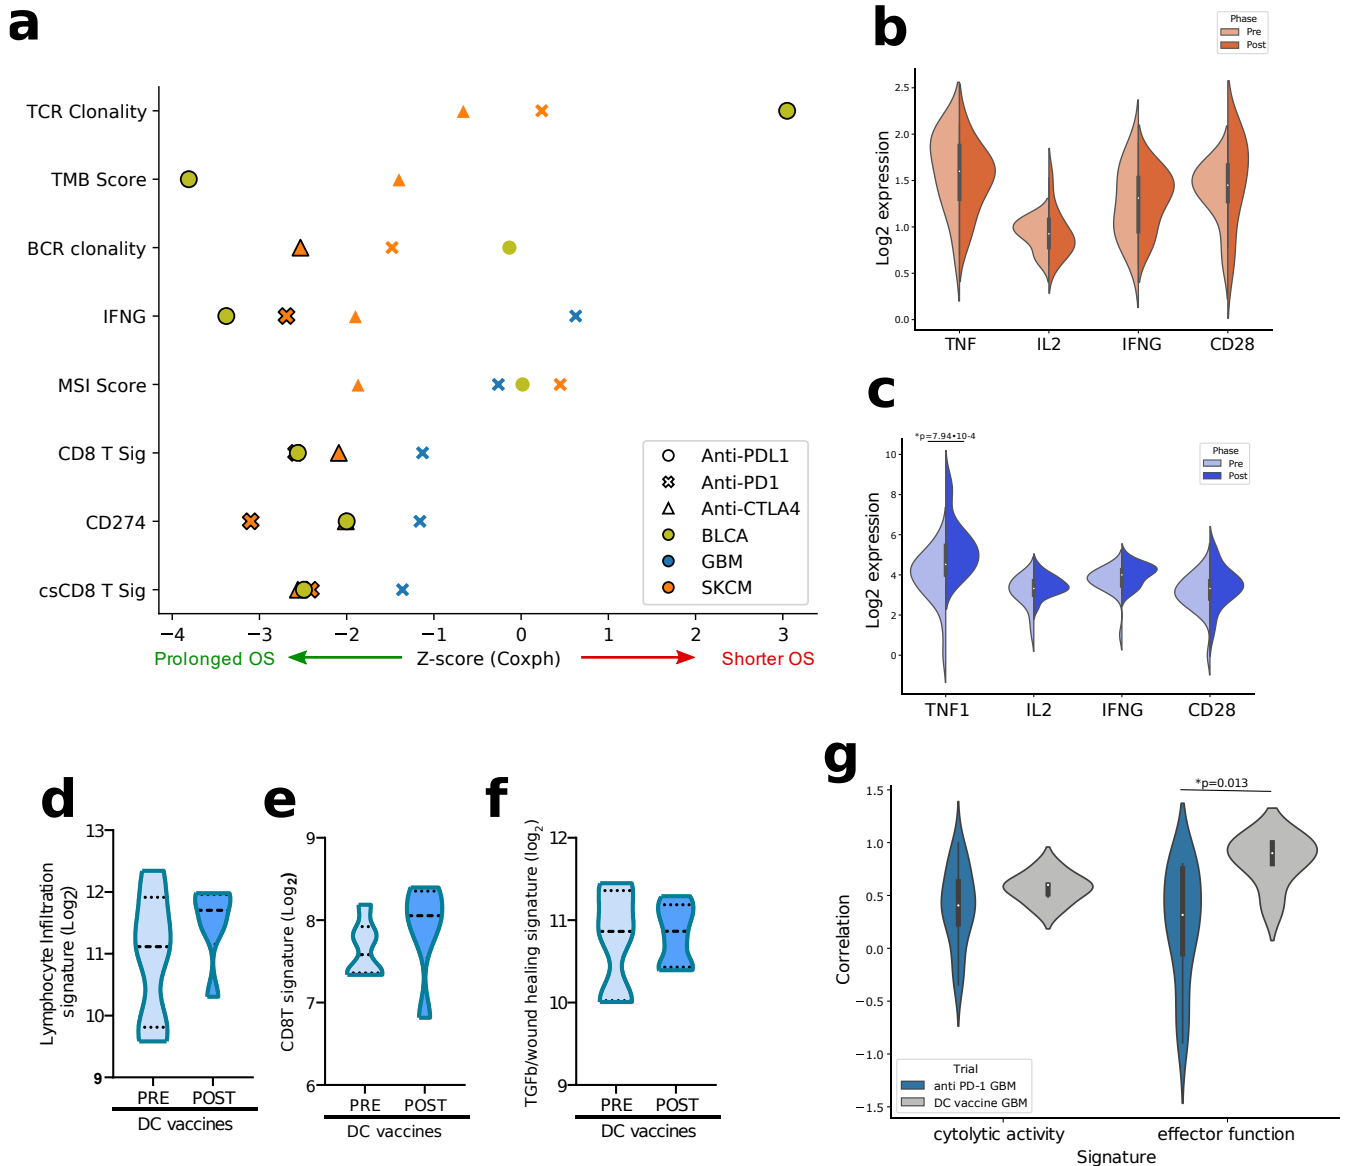 a
TCR Clonality
TMB Score
BCR clonality
IFNG
MSI Score
CD8 T Sig
CD274
csCD8 T Sig
Anti-PDL1
Anti-PD1
Anti-CTLA4
BLCA
GBM
SKCM
−4 −3 −2 −1 0 1 2 3
Prolonged OS Z-score (Coxph) Shorter OS
b
Phase
Pre
Post
Log2 expression
2.5
2.0
1.5
1.0
0.5
0.0
TNF IL2 IFNG CD28
c
*p=7.94•10-4
Phase
Pre
Post
Log2 expression
10
8
6
4
2
0
TNF1 IL2 IFNG CD28
d
Lymphocyte Infiltration
signature (Log2)
13
12
11
10
9
PRE POST
DC vaccines
e
CD8T signature (Log2)
9
8
7
6
PRE POST
DC vaccines
f
TGFb/wound healing signature (log2)
12
11
10
9
PRE POST
DC vaccines
g
*p=0.013
Correlation
1.5
1.0
0.5
0.0
−0.5
−1.0
−1.5
Trial
anti PD-1 GBM
DC vaccine GBM
cytolytic activity effector function
Signature